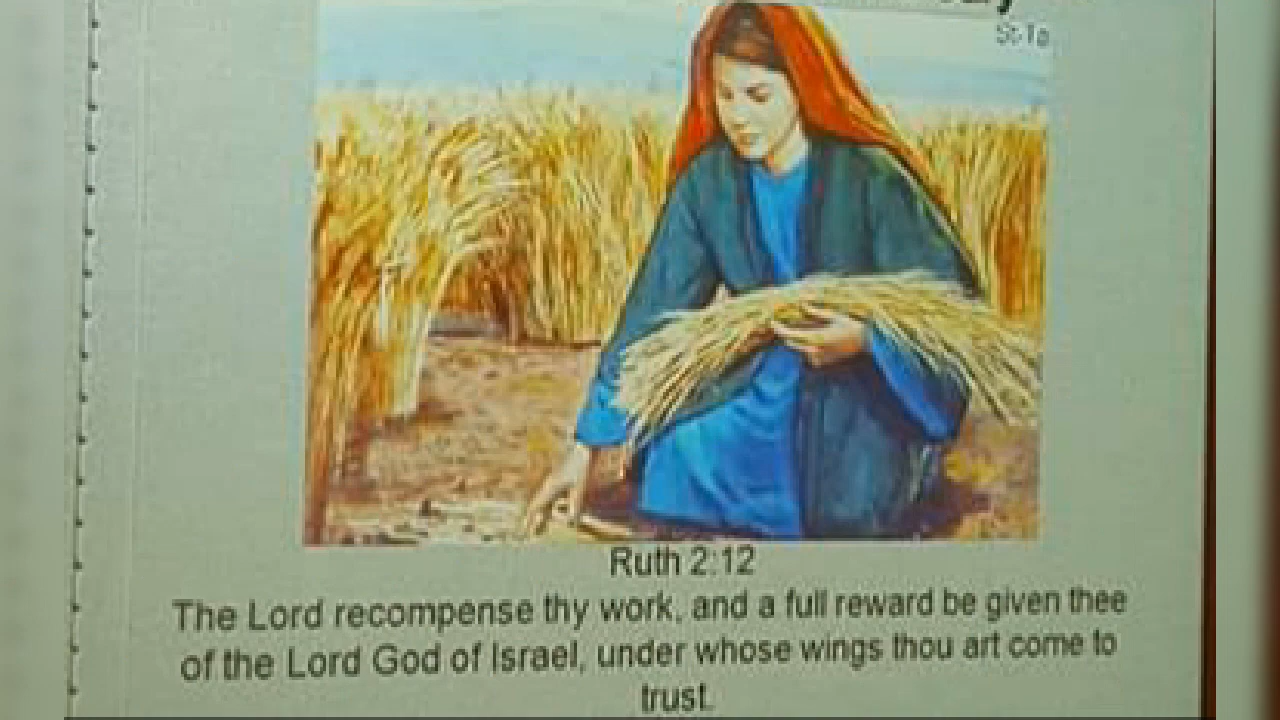 Ruth 2:12
The Lord recompense thy work, and a full reward be given thee
of the Lord God of Israel, under whose wings thou art come to
trust.